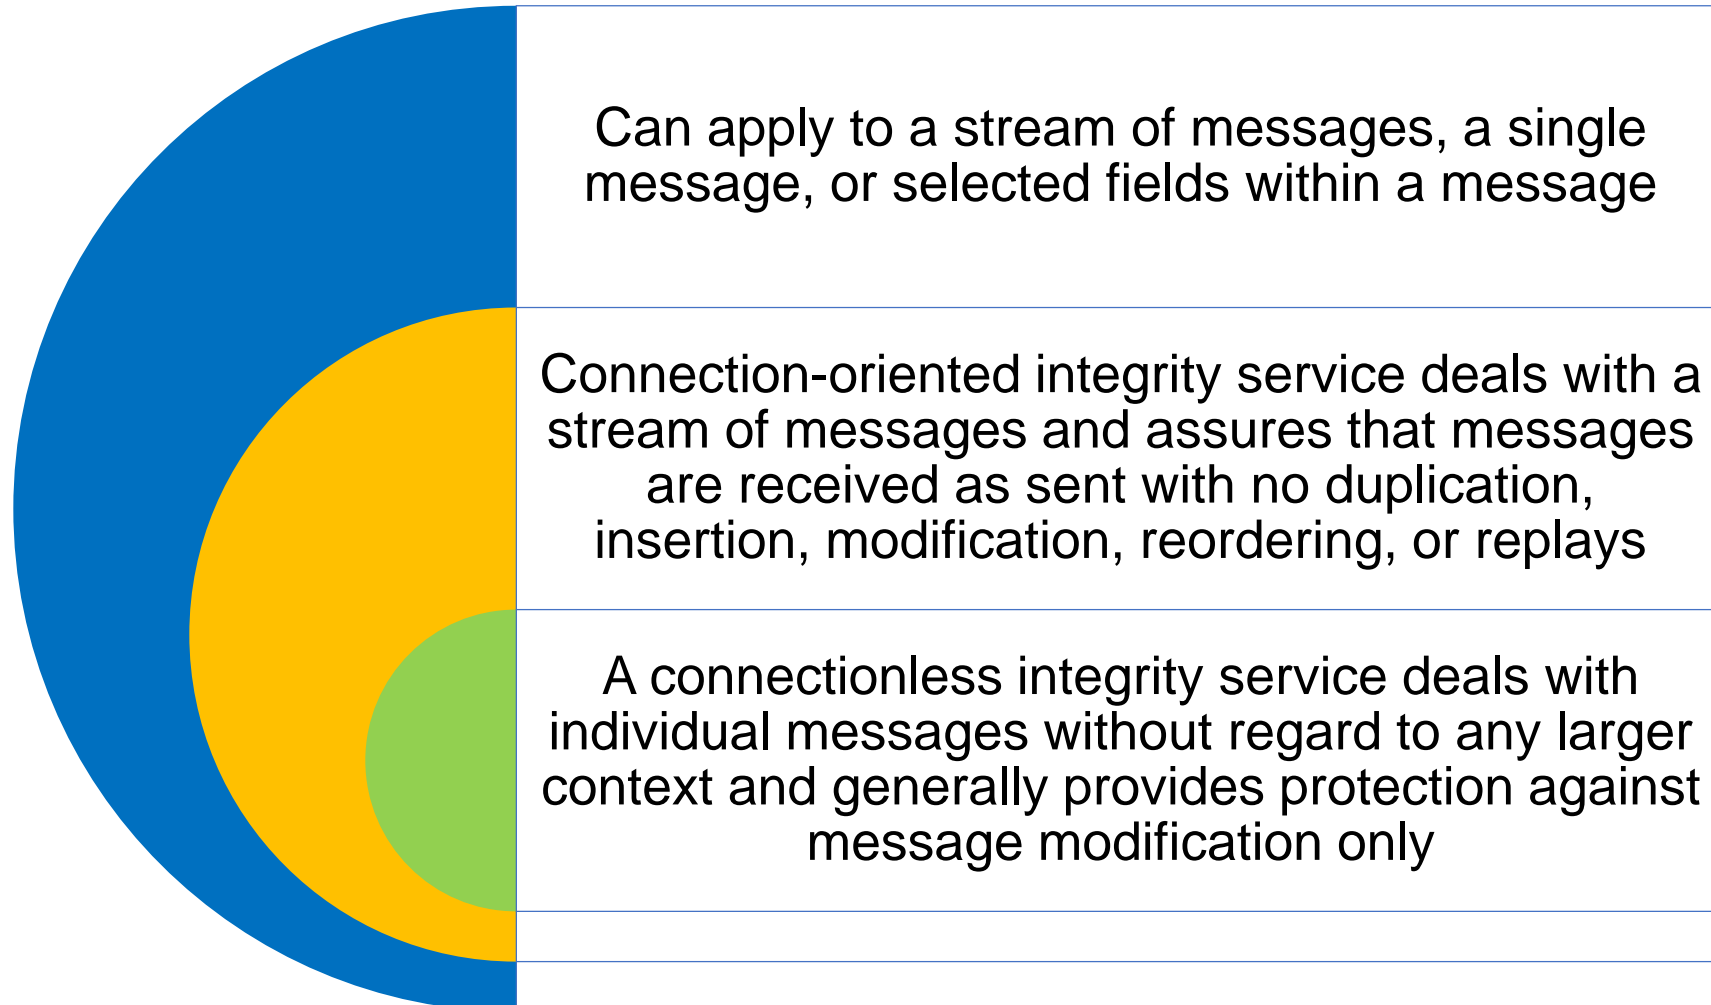 Can apply to a stream of messages, a single
message, or selected fields within a message
Connection-oriented integrity service deals with a
stream of messages and assures that messages
are received as sent with no duplication,
insertion, modification, reordering, or replays
A connectionless integrity service deals with
individual messages without regard to any larger
context and generally provides protection against
message modification only